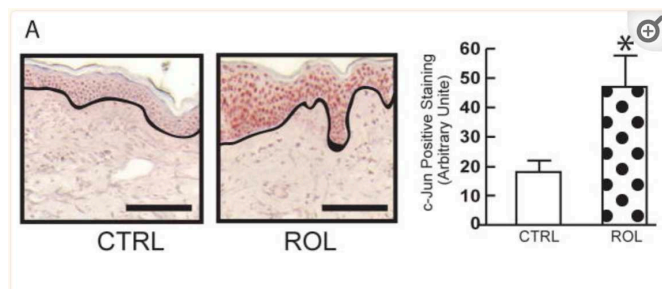 A
CTRL
ROL
c-Jun Positive Staining
(Arbitrary Unite)
60
50
40
30
20
10
0
*
CTRL
ROL